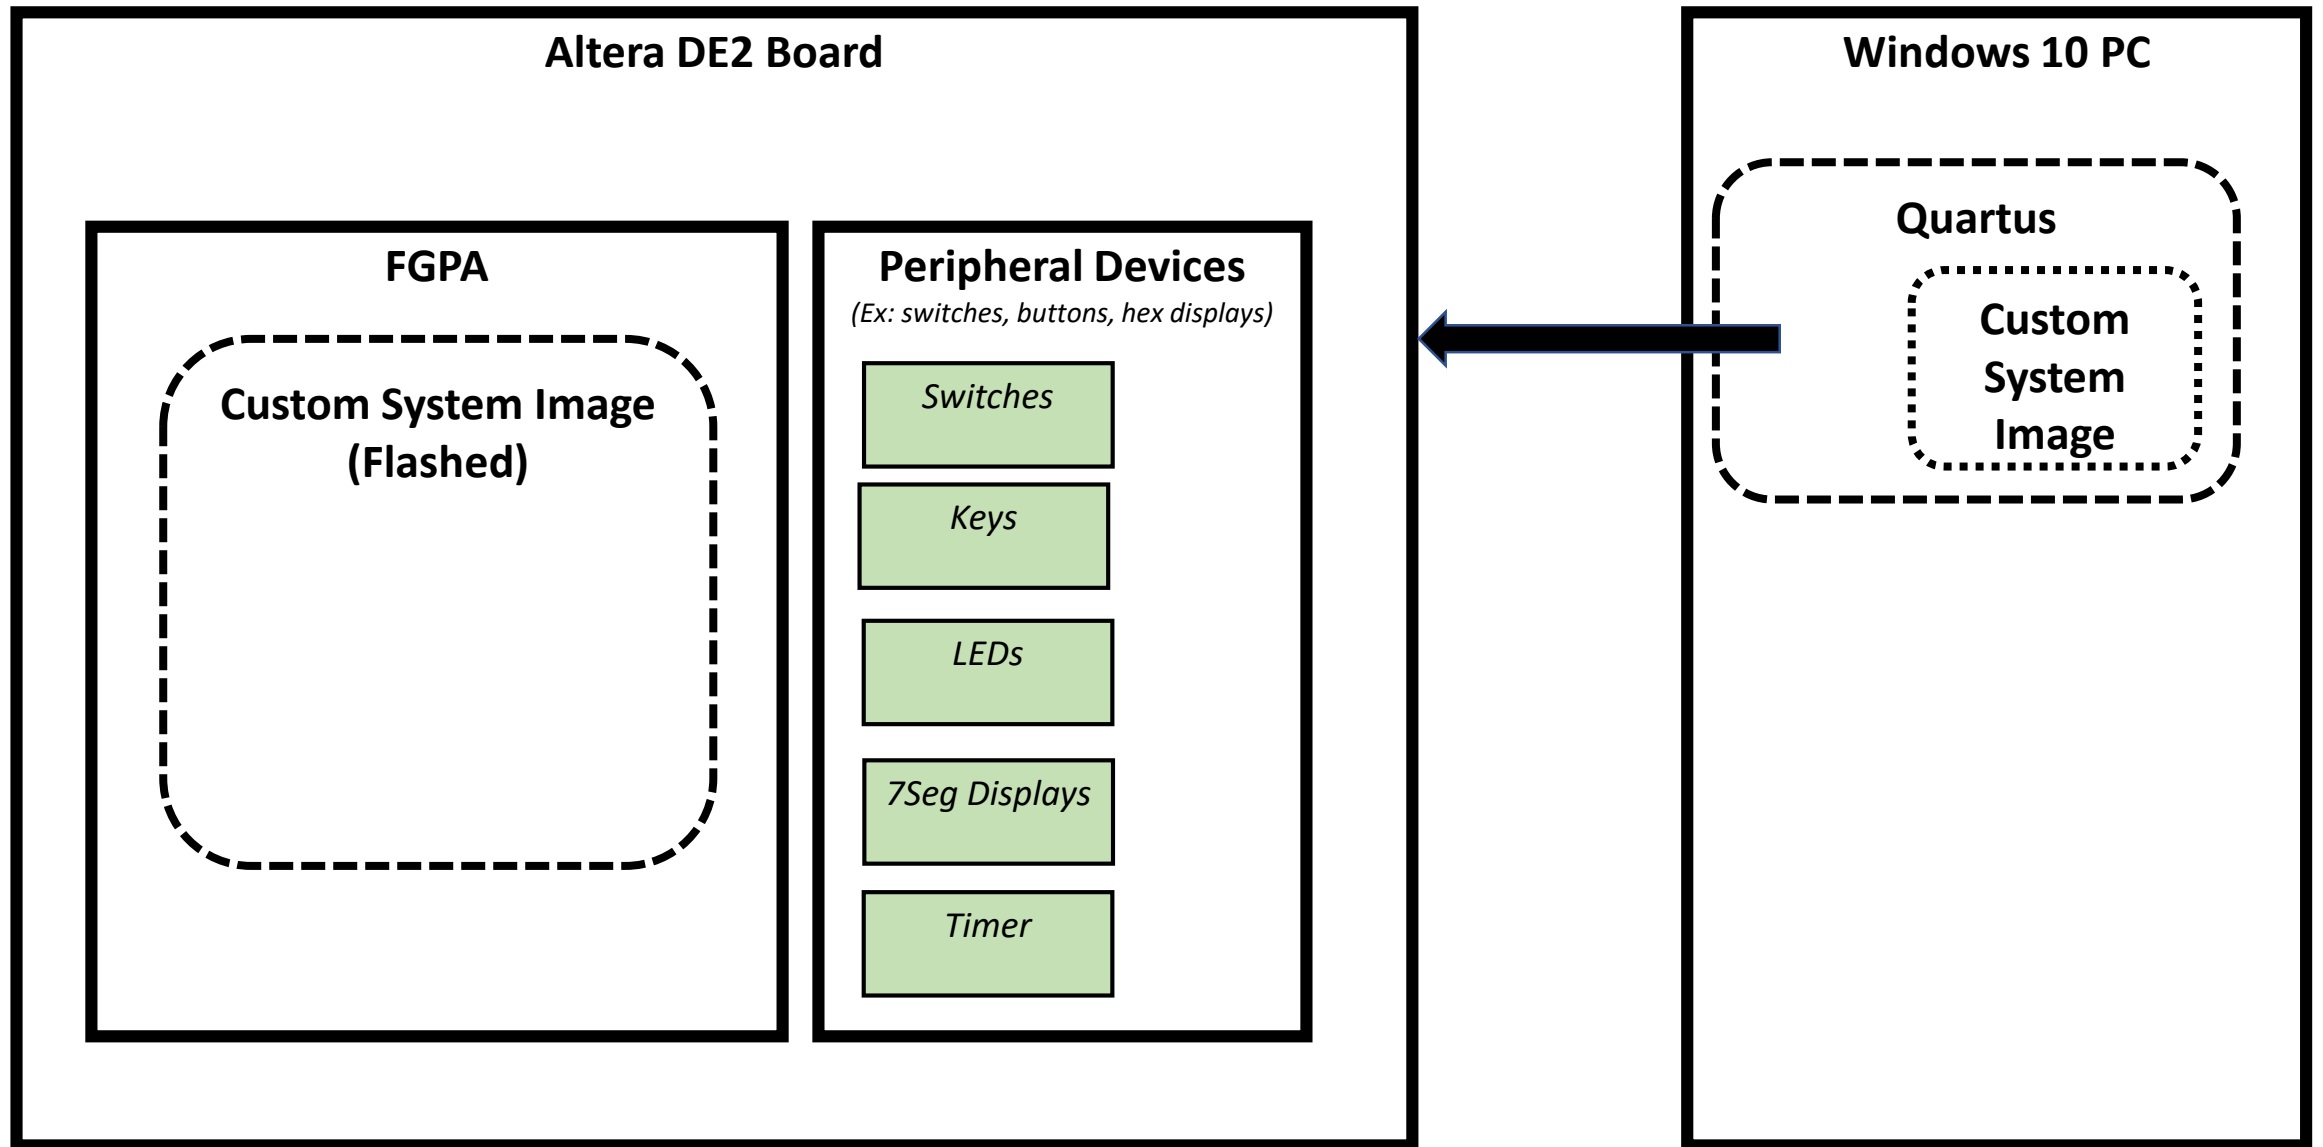 Altera DE2 Board
FGPA
Custom System Image
(Flashed)
Peripheral Devices
(Ex: switches, buttons, hex displays)
Switches
Keys
LEDs
7Seg Displays
Timer
Windows 10 PC
Quartus
Custom
System
Image